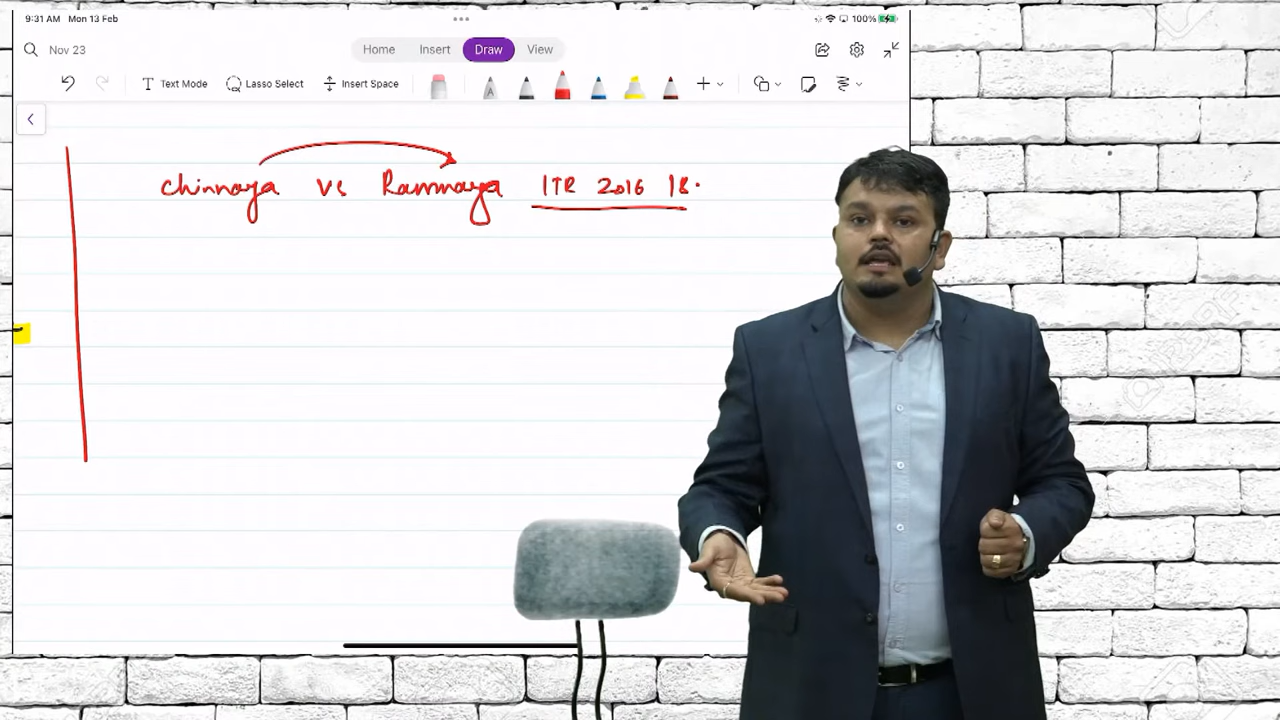 9:31 AM Mon 13 Feb
100%
Nov 23
Home Insert Draw View
Text Mode Lasso Select Insert Space
Chinnaya vs Rammaya ITR 2016 18.